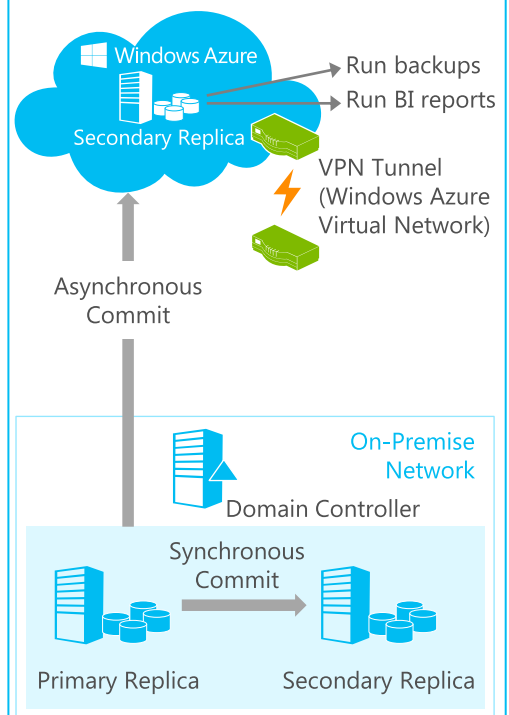 Windows Azure
Secondary Replica
Run backups
Run BI reports
VPN Tunnel
(Windows Azure
Virtual Network)
Asynchronous
Commit
On-Premise
Network
Domain Controller
Synchronous
Commit
Primary Replica
Secondary Replica